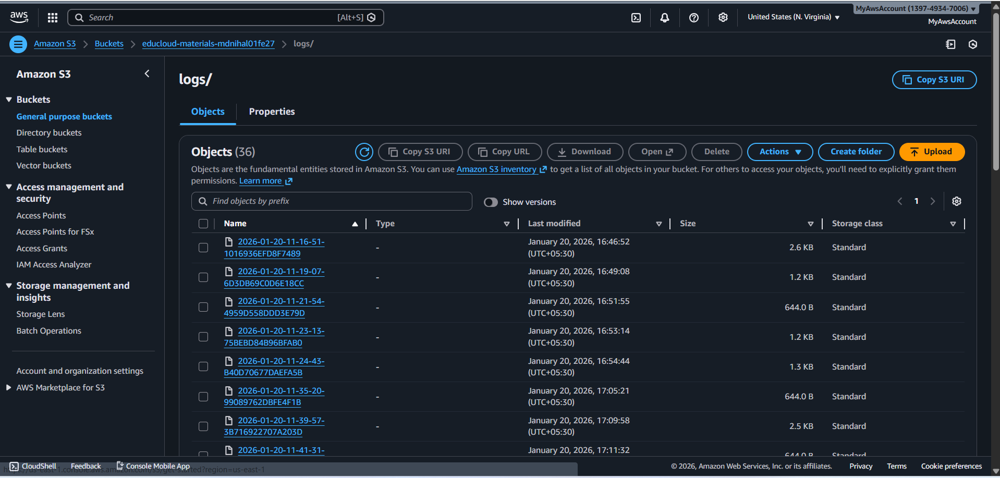 aws
Search
[Alt+S]
United States (N. Virginia)
MyAwsAccount (1397-4934-7006)
MyAwsAccount
Amazon S3
Buckets
educloud-materials-mdnihal01fe27
logs/
Amazon S3
Buckets
General purpose buckets
Directory buckets
Table buckets
Vector buckets
Access management and
security
Access Points
Access Points for FSx
Access Grants
IAM Access Analyzer
Storage management and
insights
Storage Lens
Batch Operations
Account and organization settings
AWS Marketplace for S3
logs/
Copy S3 URI
Objects
Properties
Objects (36)
Copy S3 URI
Copy URL
Download
Open
Delete
Actions
Create folder
Upload
Objects are the fundamental entities stored in Amazon S3. You can use Amazon S3 inventory to get a list of all objects in your bucket. For others to access your objects, you'll need to explicitly grant them
permissions. Learn more
Find objects by prefix
Show versions
1
Name Type Last modified Size Storage class
2026-01-20-11-16-51- January 20, 2026, 16:46:52
1016936EFD8F7489 - (UTC+05:30) 2.6 KB Standard
2026-01-20-11-19-07- January 20, 2026, 16:49:08
6D3DB69C0D6E18CC - (UTC+05:30) 1.2 KB Standard
2026-01-20-11-21-54- January 20, 2026, 16:51:55
4959D558DDD3E79D - (UTC+05:30) 644.0 B Standard
2026-01-20-11-23-13- January 20, 2026, 16:53:14
75BEBD84B96BFAB0 - (UTC+05:30) 1.2 KB Standard
2026-01-20-11-24-43- January 20, 2026, 16:54:44
B40D70677DAEFA5B - (UTC+05:30) 1.3 KB Standard
2026-01-20-11-35-20- January 20, 2026, 17:05:21
99089762DBFE4F1B - (UTC+05:30) 644.0 B Standard
2026-01-20-11-39-57- January 20, 2026, 17:09:58
3B716922707A203D - (UTC+05:30) 2.5 KB Standard
2026-01-20-11-41-31- January 20, 2026, 17:11:32
644.0 B Standard
CloudShell
Feedback
Console Mobile App
https://us-east-1.console.aws.amazon.com/s3/get-started?region=us-east-1
© 2026, Amazon Web Services, Inc. or its affiliates.
Privacy
Terms
Cookie preferences